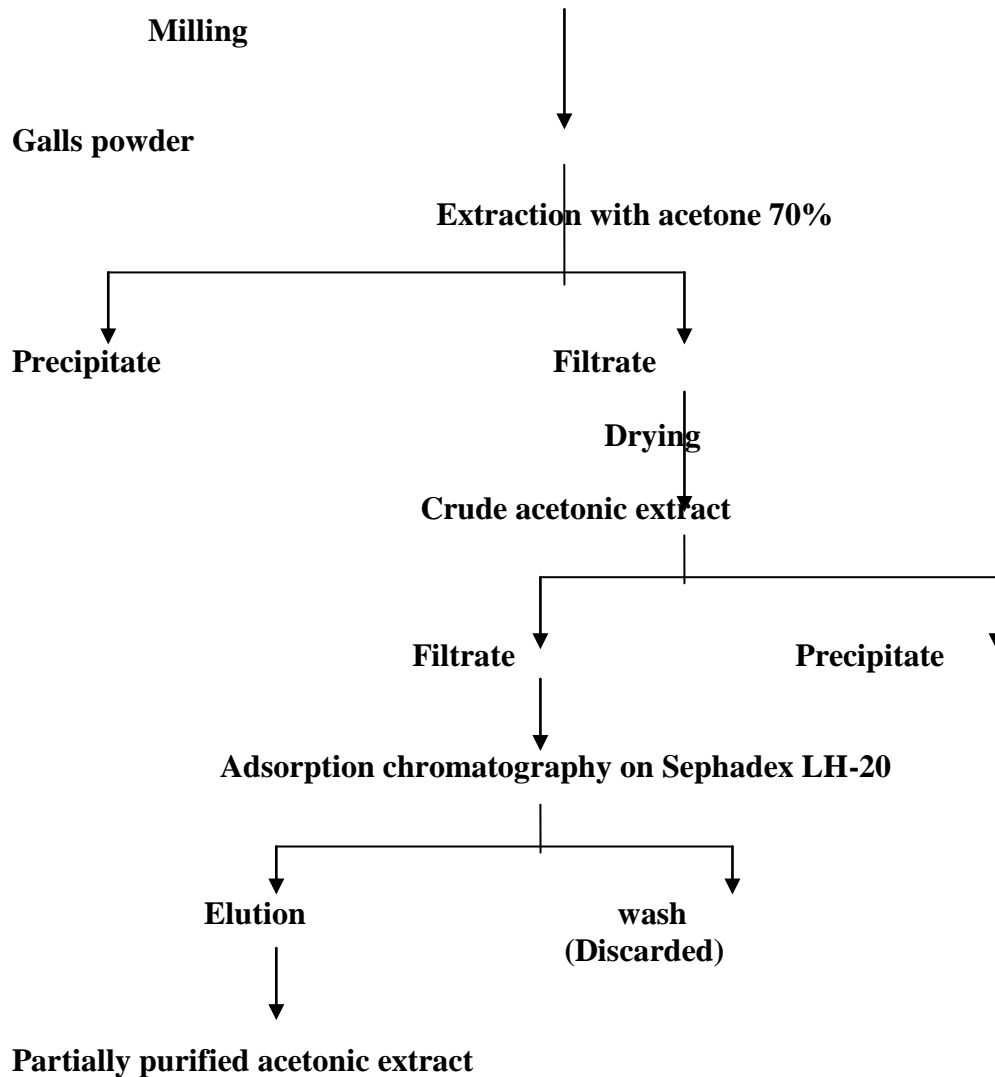 Milling
Galls powder
Extraction with acetone 70%
Precipitate
Filtrate
Drying
Crude acetonic extract
Filtrate
Precipitate
Adsorption chromatography on Sephadex LH-20
Elution
wash
(Discarded)
Partially purified acetonic extract